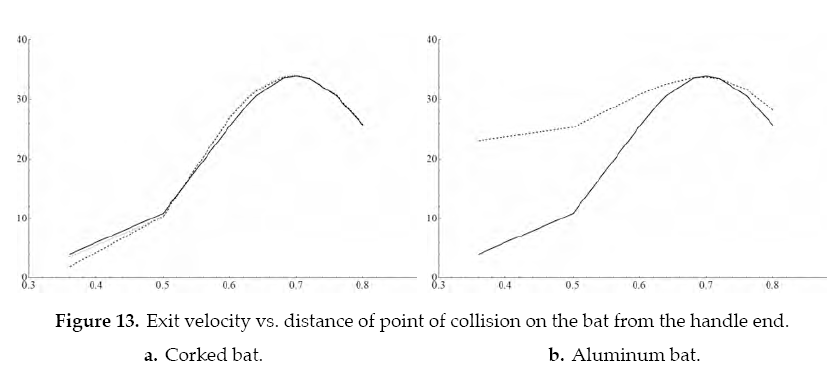 40
30
20
10
0
0.3 0.4 0.5 0.6 0.7 0.8
40
30
20
10
0
0.3 0.4 0.5 0.6 0.7 0.8
Figure 13. Exit velocity vs. distance of point of collision on the bat from the handle end.
a. Corked bat.
b. Aluminum bat.